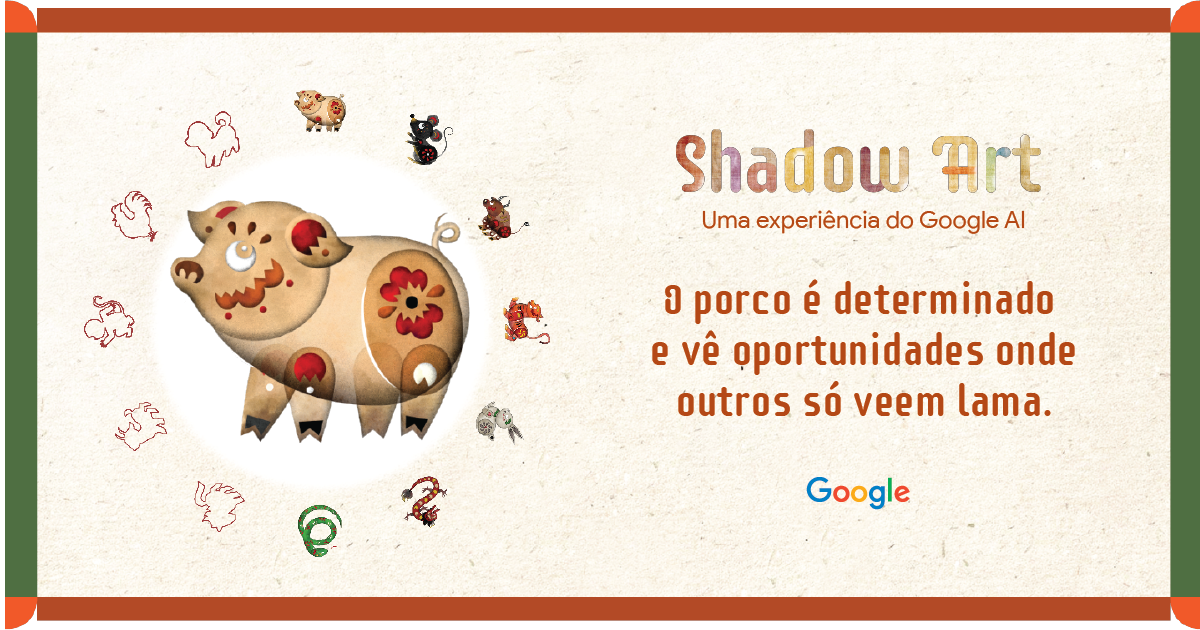 Shadow Art
Uma experiência do Google AI
O porco é determinado
e vê oportunidades onde
outros só veem lama.
Google